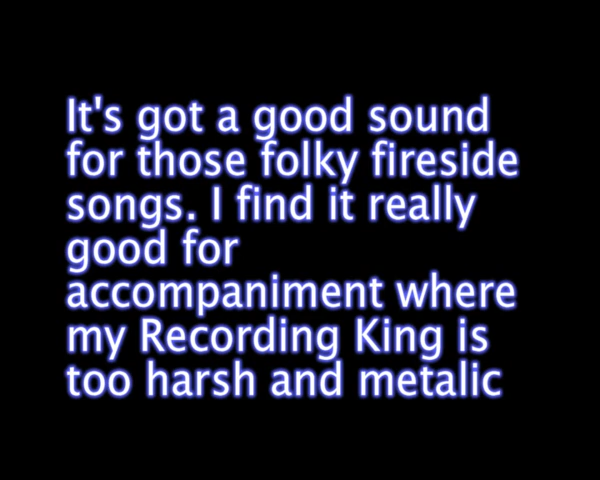 It's got a good sound
for those folky fireside
songs. I find it really
good for
accompaniment where
my Recording King is
too harsh and metalic